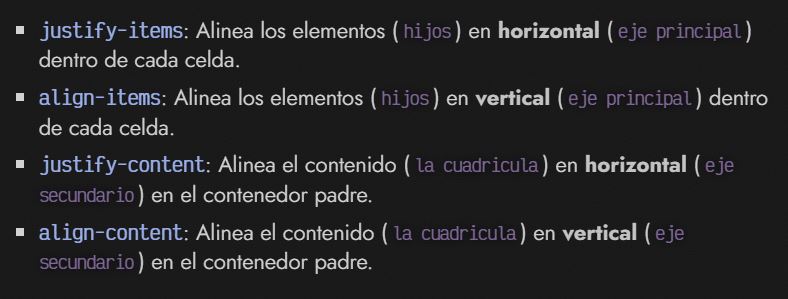 justify-items: Alinea los elementos (hijos) en horizontal (eje principal)
dentro de cada celda.
align-items: Alinea los elementos (hijos) en vertical (eje principal) dentro
de cada celda.
justify-content: Alinea el contenido (la cuadricula) en horizontal (eje
secundario) en el contenedor padre.
align-content: Alinea el contenido (la cuadricula) en vertical (eje
secundario) en el contenedor padre.